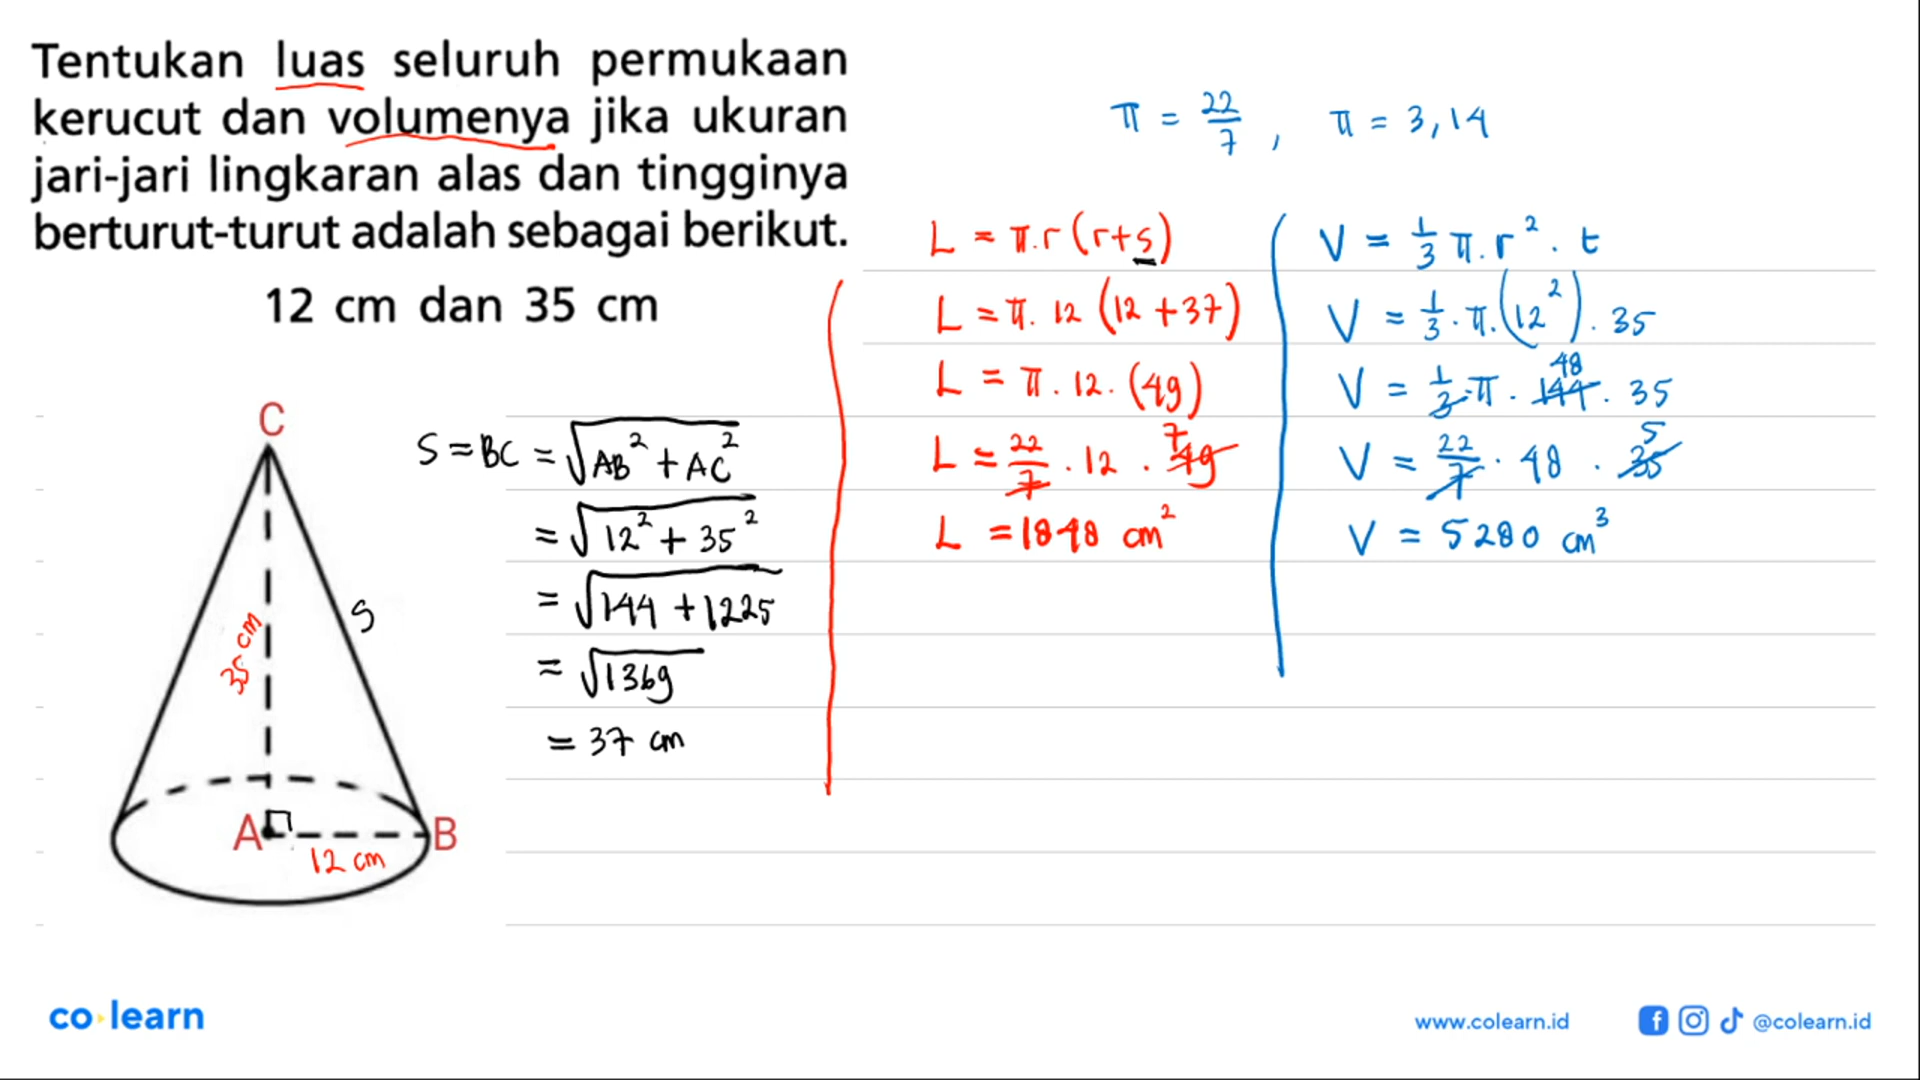 Tentukan luas seluruh permukaan
kerucut dan volumenya jika ukuran
jari-jari lingkaran alas dan tingginya
berturut-turut adalah sebagai berikut.
12 cm dan 35 cm
C
35 cm
S
A
B
12 cm
S = BC = √(AB² + AC²)
= √(12² + 35²)
= √(144 + 1225)
= √1369
= 37 cm
π = 22/7, π = 3,14
L = π.r (r+s)
L = π. 12 (12 + 37)
L = π. 12. (49)
L = 22/7 . 12 . 49 7
L = 1848 cm²
V = 1/3 π. r² . t
V = 1/3 . π. (12²) . 35
V = 1/3 . π . 144 48 . 35
V = 22/7 . 48 . 35 5
V = 5280 cm³
co learn
www.colearn.id
@colearn.id